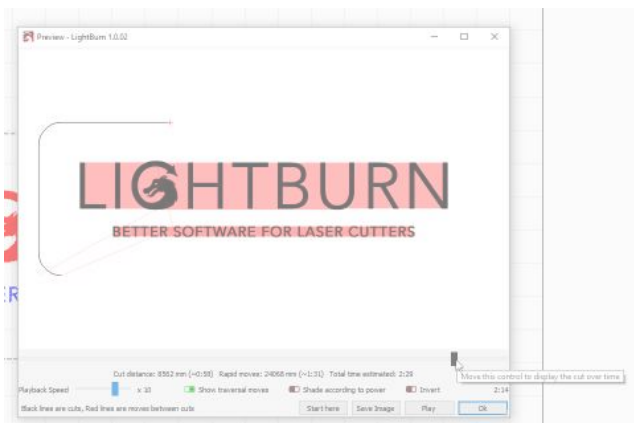 Preview - LightBurn 1.0.02
LIGHTBURN
BETTER SOFTWARE FOR LASER CUTTERS
ER
Cut distance: 8362 mm (~0:58) Rapid moves: 24068 mm (~1:31) Total time estimated: 2:29
Move this control to display the cut over time
Playback Speed x 10 Show traversal moves Shade according to power Invert 2:14
Black lines are cuts, Red lines are moves between cuts Start here Save Image Play Ok